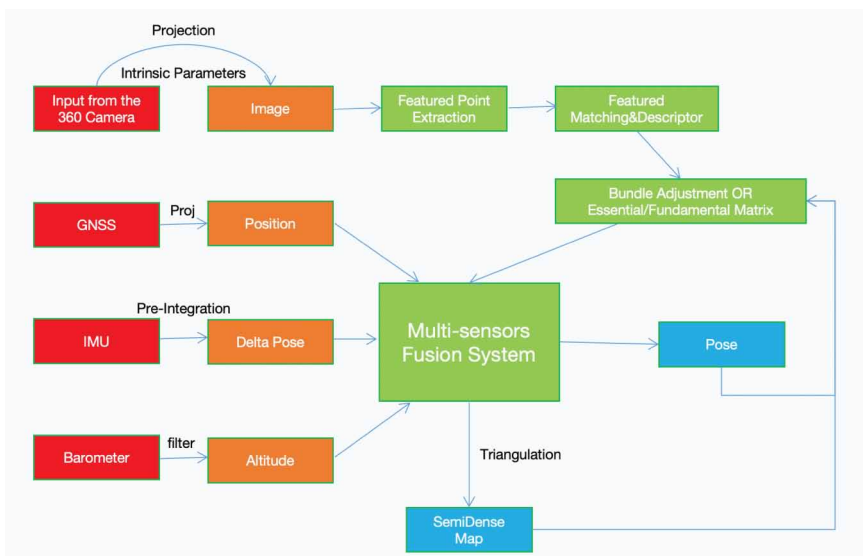 Projection
Intrinsic Parameters
Input from the
360 Camera
Image
Featured Point
Extraction
Featured
Matching&Descriptor
Bundle Adjustment OR
Essential/Fundamental Matrix
GNSS
Proj
Position
Pre-Integration
IMU
Delta Pose
Multi-sensors
Fusion System
Pose
Barometer
filter
Altitude
Triangulation
SemiDense
Map